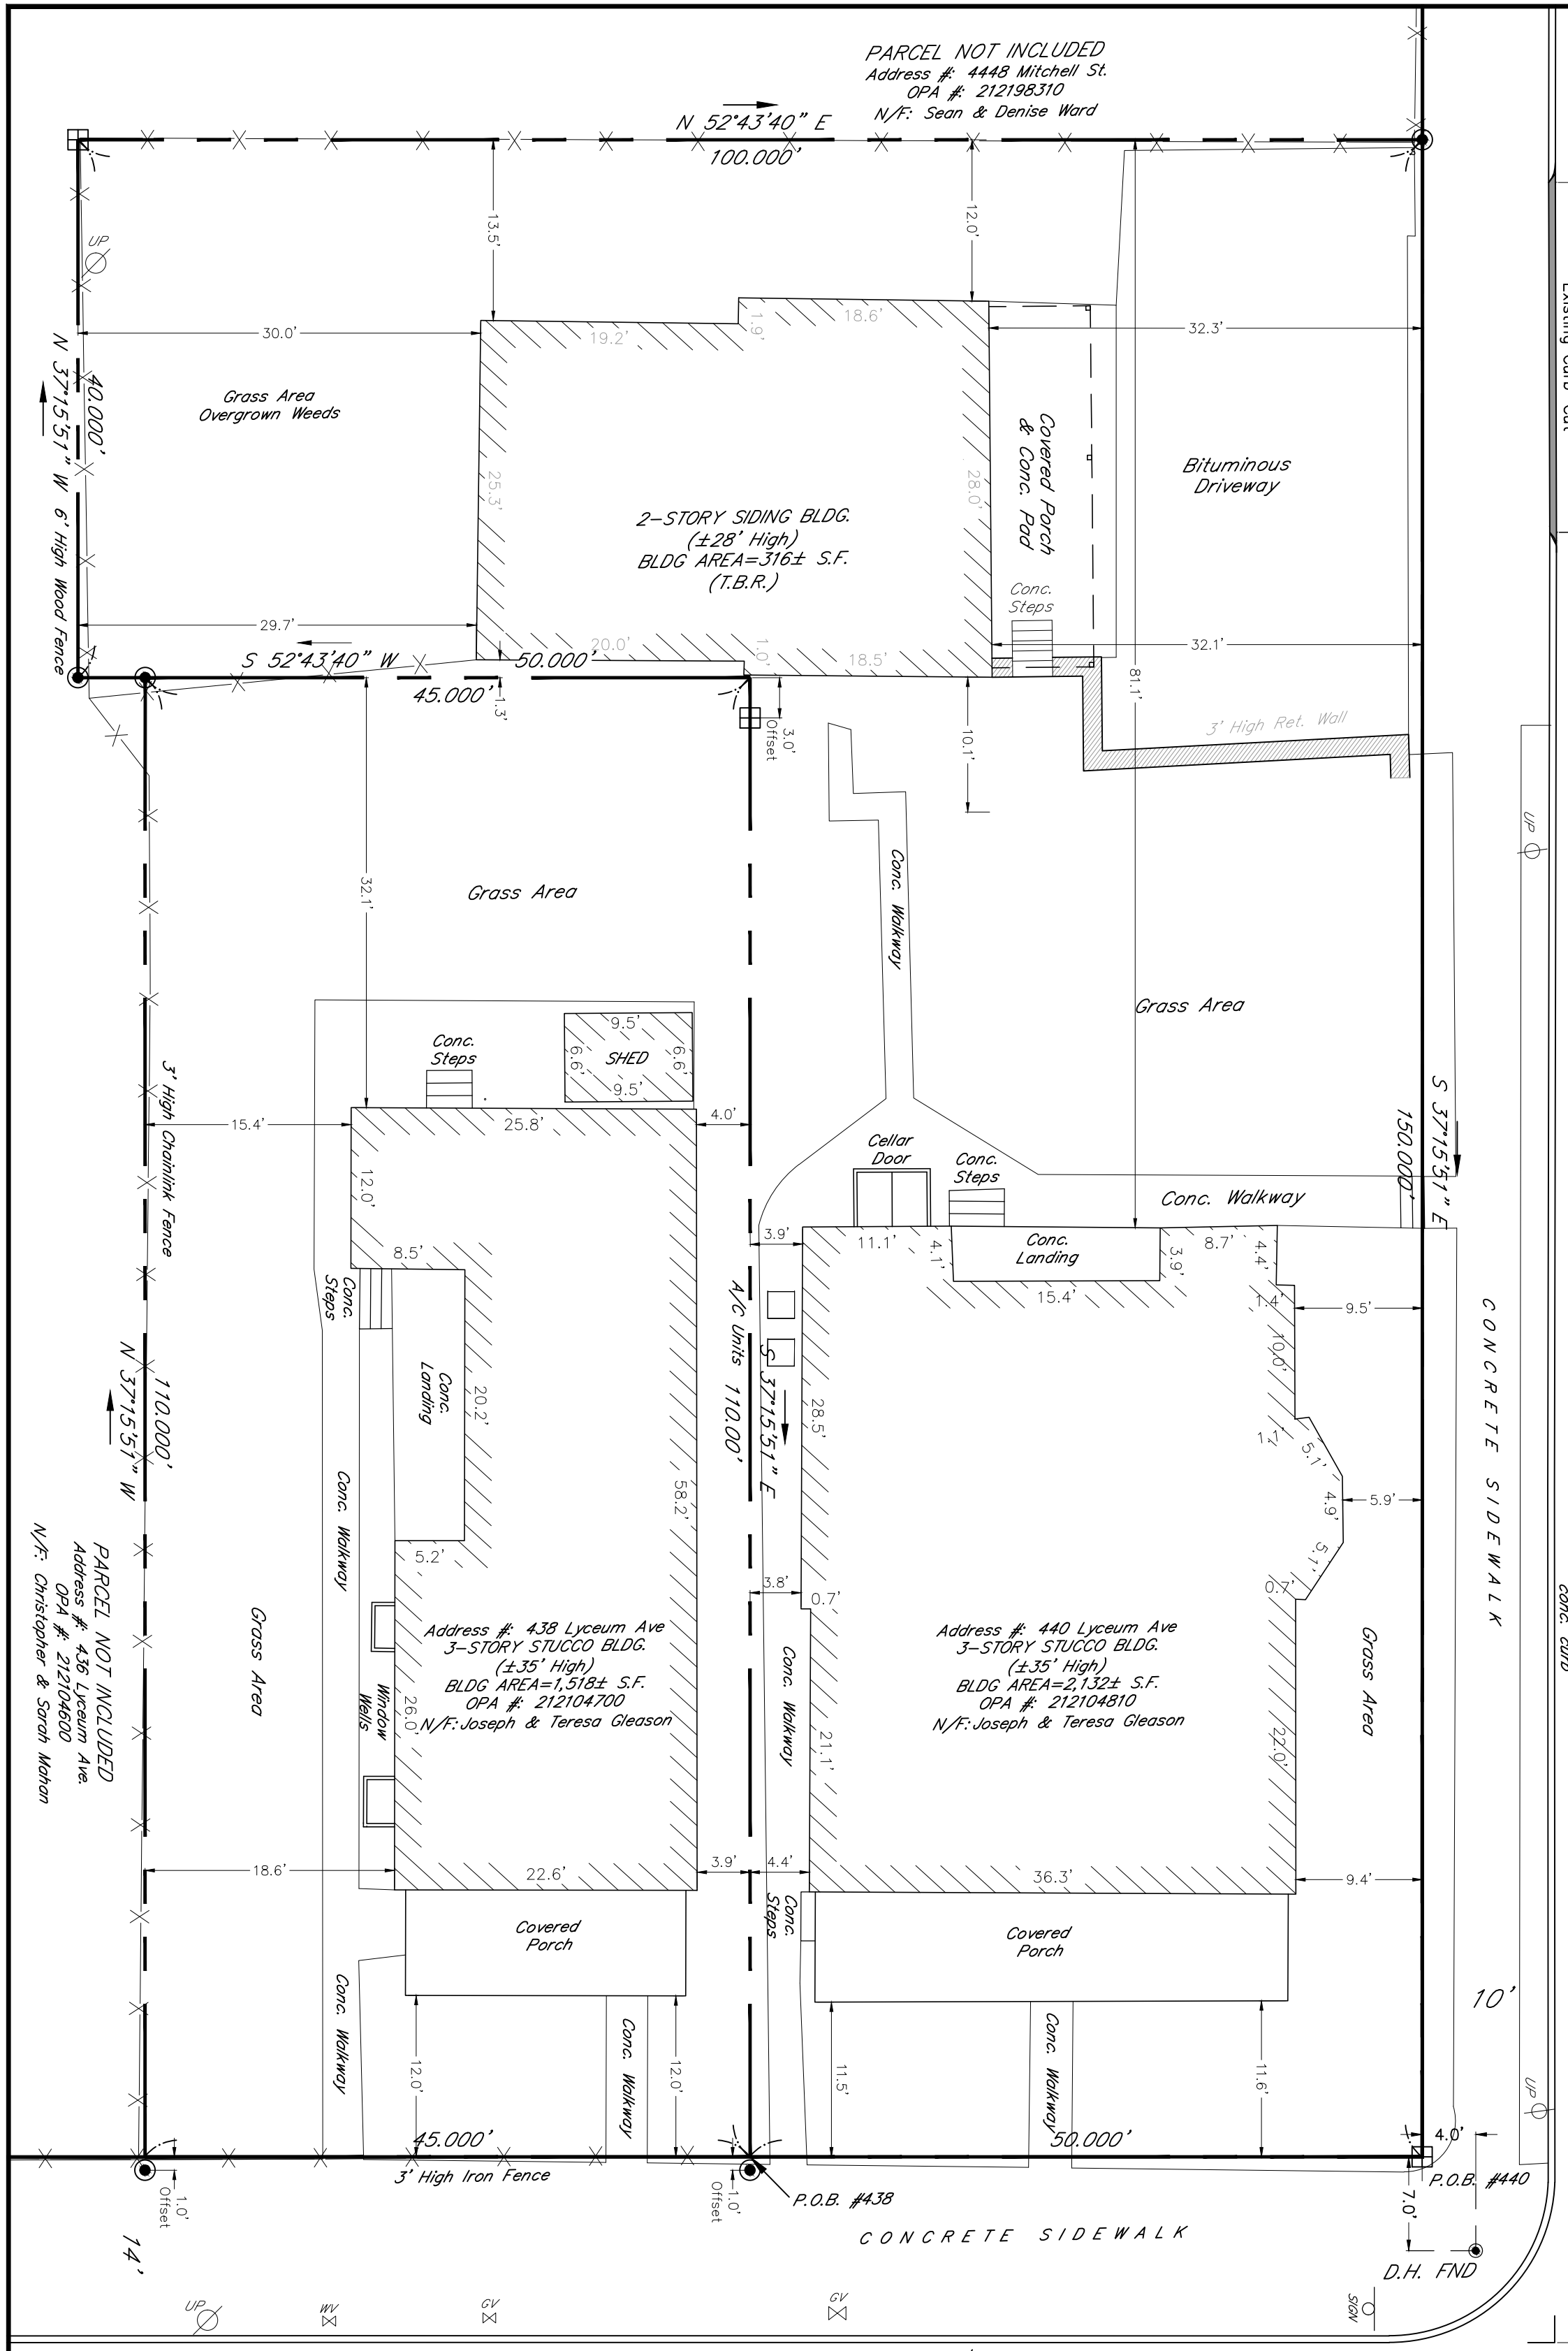 PARCEL NOT INCLUDED
Address #: 4448 Mitchell St.
OPA #: 212198310
N/F: Sean & Denise Ward
N 52°43'40" E
100.000'
Existing Curb Cut
UP
13.5'
12.0'
30.0'
19.2'
1.9'
18.6'
32.3'
Grass Area
Overgrown Weeds
40.000'
N 37°15'51" W 6' High Wood Fence
25.3'
28.0'
Covered Porch
& Conc. Pad
Bituminous
Driveway
2-STORY SIDING BLDG.
(±28' High)
BLDG AREA=316± S.F.
(T.B.R.)
Conc.
Steps
29.7'
20.0'
1.0'
18.5'
32.1'
S 52°43'40" W
50.000'
45.000'
1.3'
3.0'
Offset
10.1'
81.1'
3' High Ret. Wall
UP
32.1'
Grass Area
Conc. Walkway
Grass Area
9.5'
6.6'
SHED
6.6'
9.5'
Conc.
Steps
3' High Chainlink Fence
15.4'
25.8'
4.0'
Cellar
Door
Conc.
Steps
Conc. Walkway
S 37°15'51" E
150.000'
12.0'
8.5'
Conc.
Steps
Conc.
Landing
20.2'
5.2'
3.9'
11.1'
4.1'
Conc.
Landing
15.4'
3.9'
8.7'
4.4'
1.4'
9.5'
10.0'
1.1'
5.1'
4.9'
5.1'
0.7'
5.9'
A/C Units
110.00'
S 37°15'51" E
28.5'
58.2'
3.8'
0.7'
110.000'
N 37°15'51" W
Conc. Walkway
CONCRETE SIDEWALK
conc. curb
PARCEL NOT INCLUDED
Address #: 436 Lyceum Ave.
OPA #: 212104600
N/F: Christopher & Sarah Mahan
Grass Area
Window
Wells
26.0'
Address #: 438 Lyceum Ave
3-STORY STUCCO BLDG.
(±35' High)
BLDG AREA=1,518± S.F.
OPA #: 212104700
N/F: Joseph & Teresa Gleason
Conc. Walkway
21.1'
Address #: 440 Lyceum Ave
3-STORY STUCCO BLDG.
(±35' High)
BLDG AREA=2,132± S.F.
OPA #: 212104810
N/F: Joseph & Teresa Gleason
22.0'
Grass Area
18.6'
22.6'
3.9'
4.4'
36.3'
9.4'
Covered
Porch
Conc.
Steps
Covered
Porch
10'
Conc. Walkway
12.0'
Conc. Walkway
12.0'
11.5'
Conc. Walkway
11.6'
UP
45.000'
50.000'
4.0'
3' High Iron Fence
1.0'
Offset
1.0'
Offset
P.O.B. #438
P.O.B. #440
7.0'
D.H. FND
CONCRETE SIDEWALK
14'
UP
WV
GV
GV
SIGN